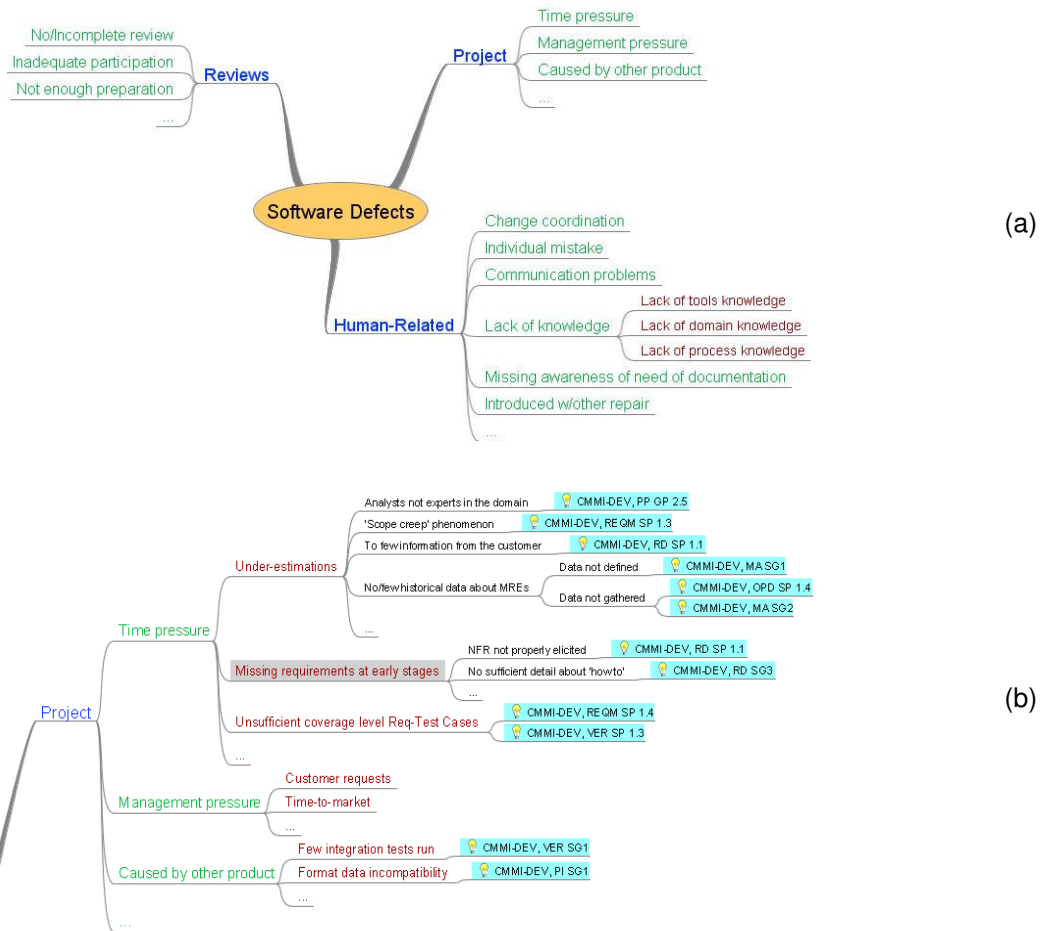 No/Incomplete review
Inadequate participation
Not enough preparation
...
Reviews
Project
Time pressure
Management pressure
Caused by other product
...
Software Defects
(a)
Human-Related
Change coordination
Individual mistake
Communication problems
Lack of knowledge
Lack of tools knowledge
Lack of domain knowledge
Lack of process knowledge
Missing awareness of need of documentation
Introduced w/other repair
...
Project
Time pressure
Under-estimations
Analysts not experts in the domain
CMMI-DEV, PP GP 2.5
'Scope creep' phenomenon
CMMI-DEV, REQM SP 1.3
To few information from the customer
CMMI-DEV, RD SP 1.1
No/few historical data about MREs
Data not defined
CMMI-DEV, MA SG1
Data not gathered
CMMI-DEV, OPD SP 1.4
CMMI-DEV, MA SG2
...
Missing requirements at early stages
NFR not properly elicited
CMMI-DEV, RD SP 1.1
No sufficient detail about 'how to'
CMMI-DEV, RD SG3
...
Unsufficient coverage level Req-Test Cases
CMMI-DEV, REQM SP 1.4
CMMI-DEV, VER SP 1.3
...
(b)
Management pressure
Customer requests
Time-to-market
...
Caused by other product
Few integration tests run
CMMI-DEV, VER SG1
Format data incompatibility
CMMI-DEV, PI SG1
...
...